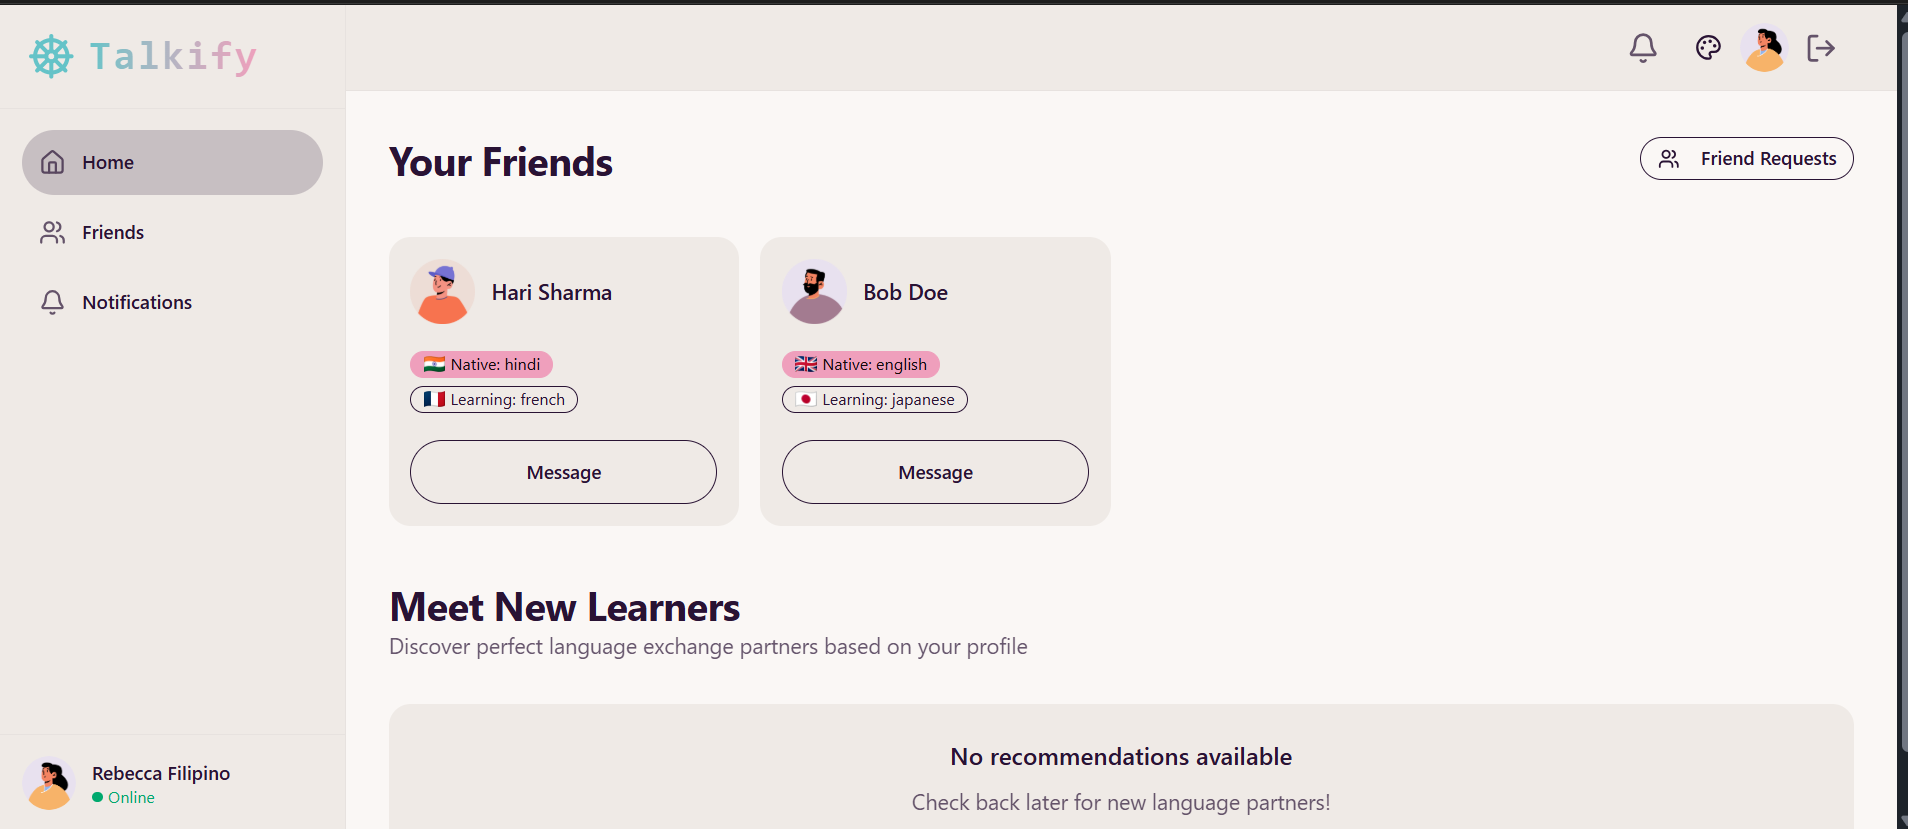 Talkify
Home
Friends
Notifications
Rebecca Filipino
Online
Your Friends
Friend Requests
Hari Sharma
Native: hindi
Learning: french
Message
Bob Doe
Native: english
Learning: japanese
Message
Meet New Learners
Discover perfect language exchange partners based on your profile
No recommendations available
Check back later for new language partners!